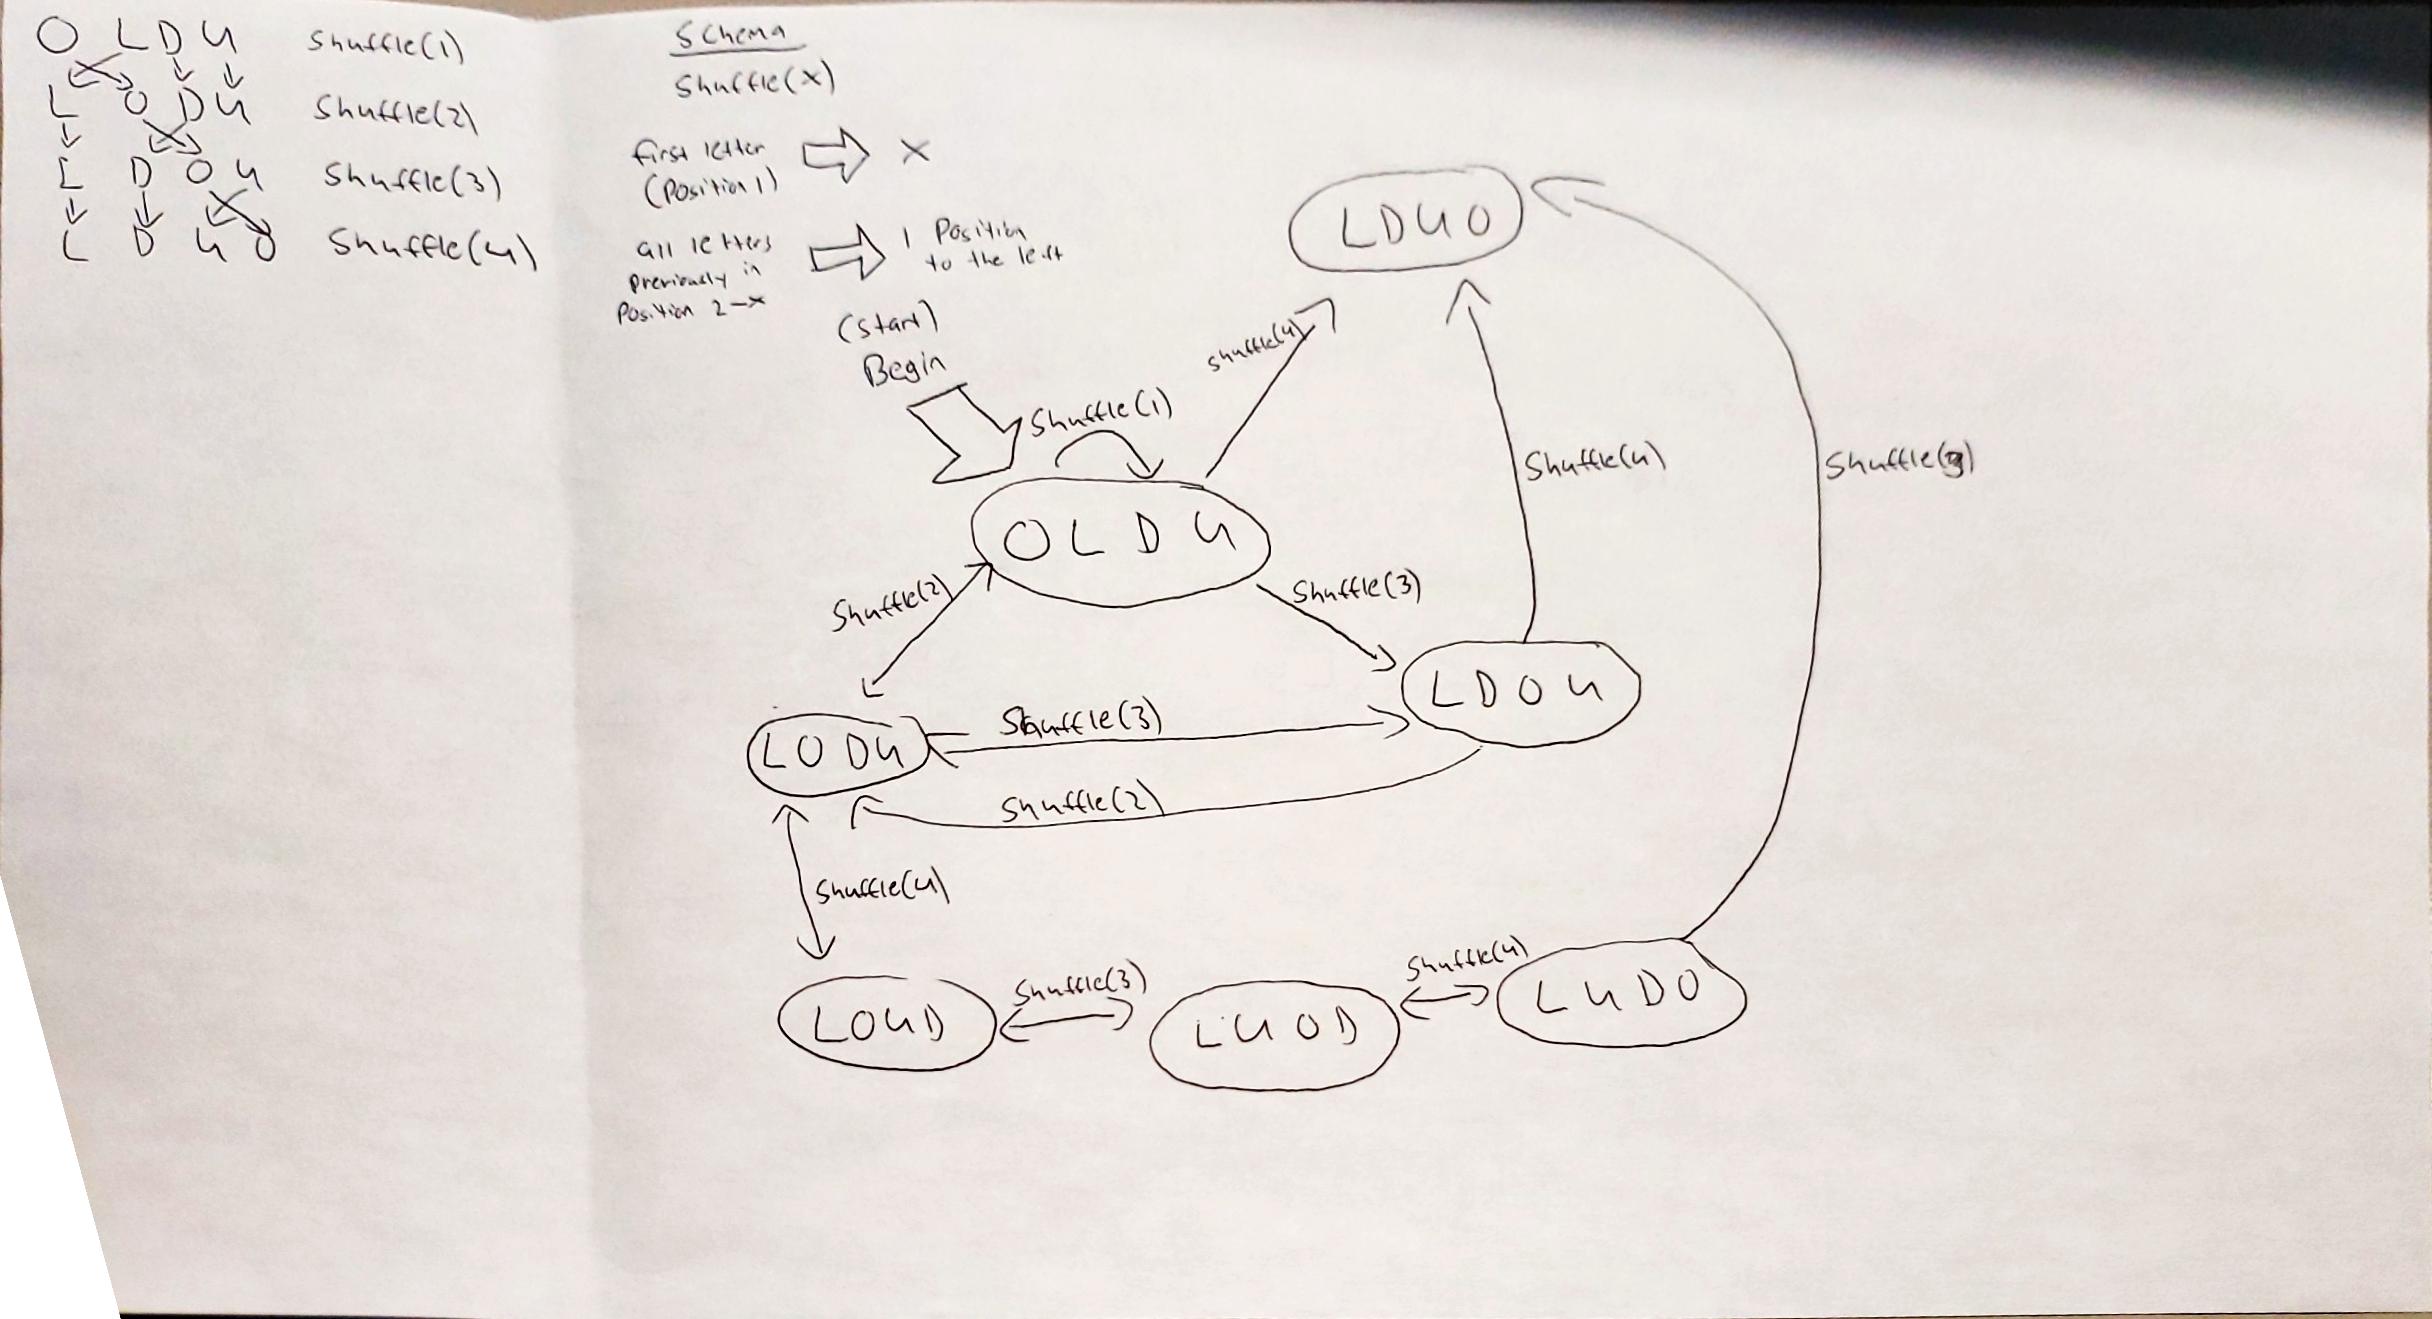 O L D U Shuffle(1)
L O D U Shuffle(2)
L D O U Shuffle(3)
L D U O Shuffle(4)
Schema
Shuffle(x)
first letter
(Position 1)
x
all letters
previously in
Position 2-x
1 Position
to the left
(Start)
Begin
Shuffle(1)
Shuffle(4)
LDUO
Shuffle(4)
Shuffle(3)
OLDU
Shuffle(2)
Shuffle(3)
LDOU
LODU
Shuffle(3)
Shuffle(2)
Shuffle(4)
LOUD
Shuffle(3)
LUOD
Shuffle(4)
LUDO